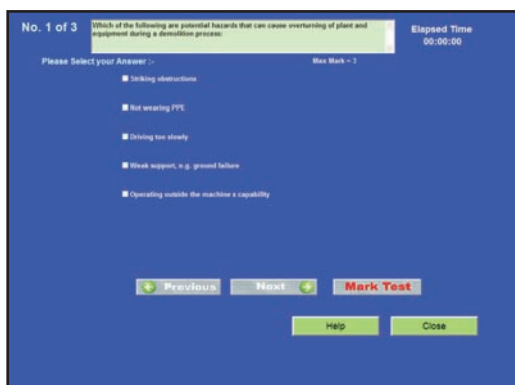 No. 1 of 3
Which of the following are potential hazards that can cause overturning of plant and
equipment during a demolition process:
Elapsed Time
00:00:00
Please Select your Answer :-
Max Mark = 3
Striking obstructions
Not wearing PPE
Driving too slowly
Weak support, e.g. ground failure
Operating outside the machine s capability
Previous
Next
Mark Test
Help
Close